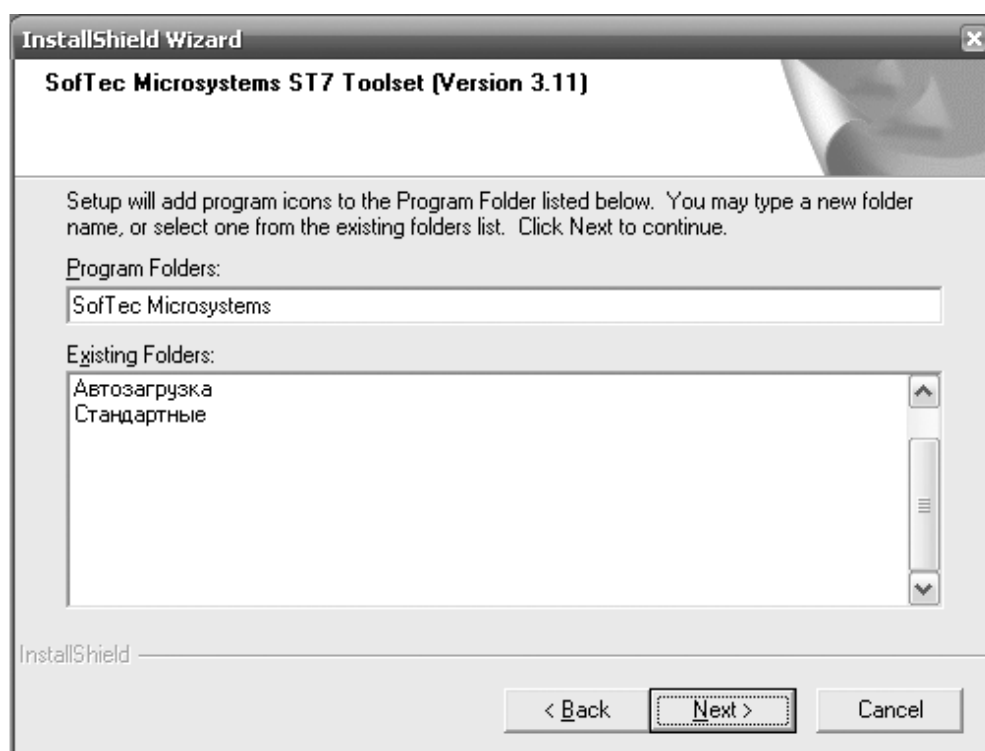 InstallShield Wizard
SofTec Microsystems ST7 Toolset (Version 3.11)
Setup will add program icons to the Program Folder listed below. You may type a new folder
name, or select one from the existing folders list. Click Next to continue.
Program Folders:
SofTec Microsystems
Existing Folders:
Автозагрузка
Стандартные
InstallShield
< Back Next > Cancel